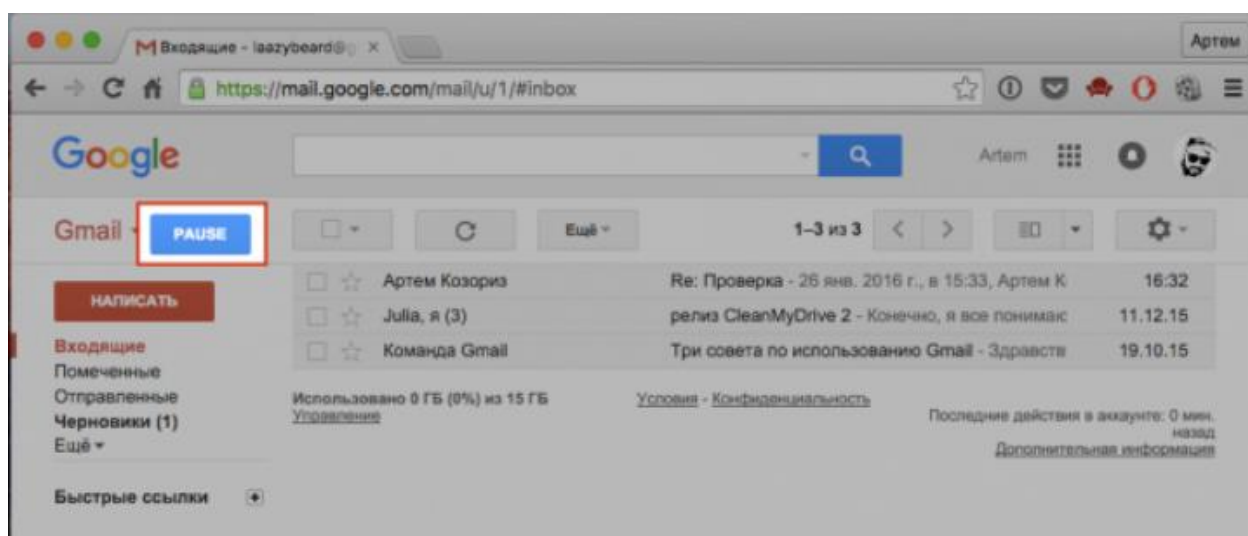 Входящие - laazybeard@g
Артем
https://mail.google.com/mail/u/1/#inbox
Google
Artem
Gmail
PAUSE
Ещё
1–3 из 3
НАПИСАТЬ
Артем Козориз Re: Проверка - 26 янв. 2016 г., в 15:33, Артем К 16:32
Julia, я (3) релиз CleanMyDrive 2 - Конечно, я все понимаю 11.12.15
Команда Gmail Три совета по использованию Gmail - Здравств 19.10.15
Входящие
Помеченные
Отправленные
Черновики (1)
Ещё
Использовано 0 ГБ (0%) из 15 ГБ
Управление
Условия - Конфиденциальность
Последние действия в аккаунте: 0 мин.
назад
Дополнительная информация
Быстрые ссылки